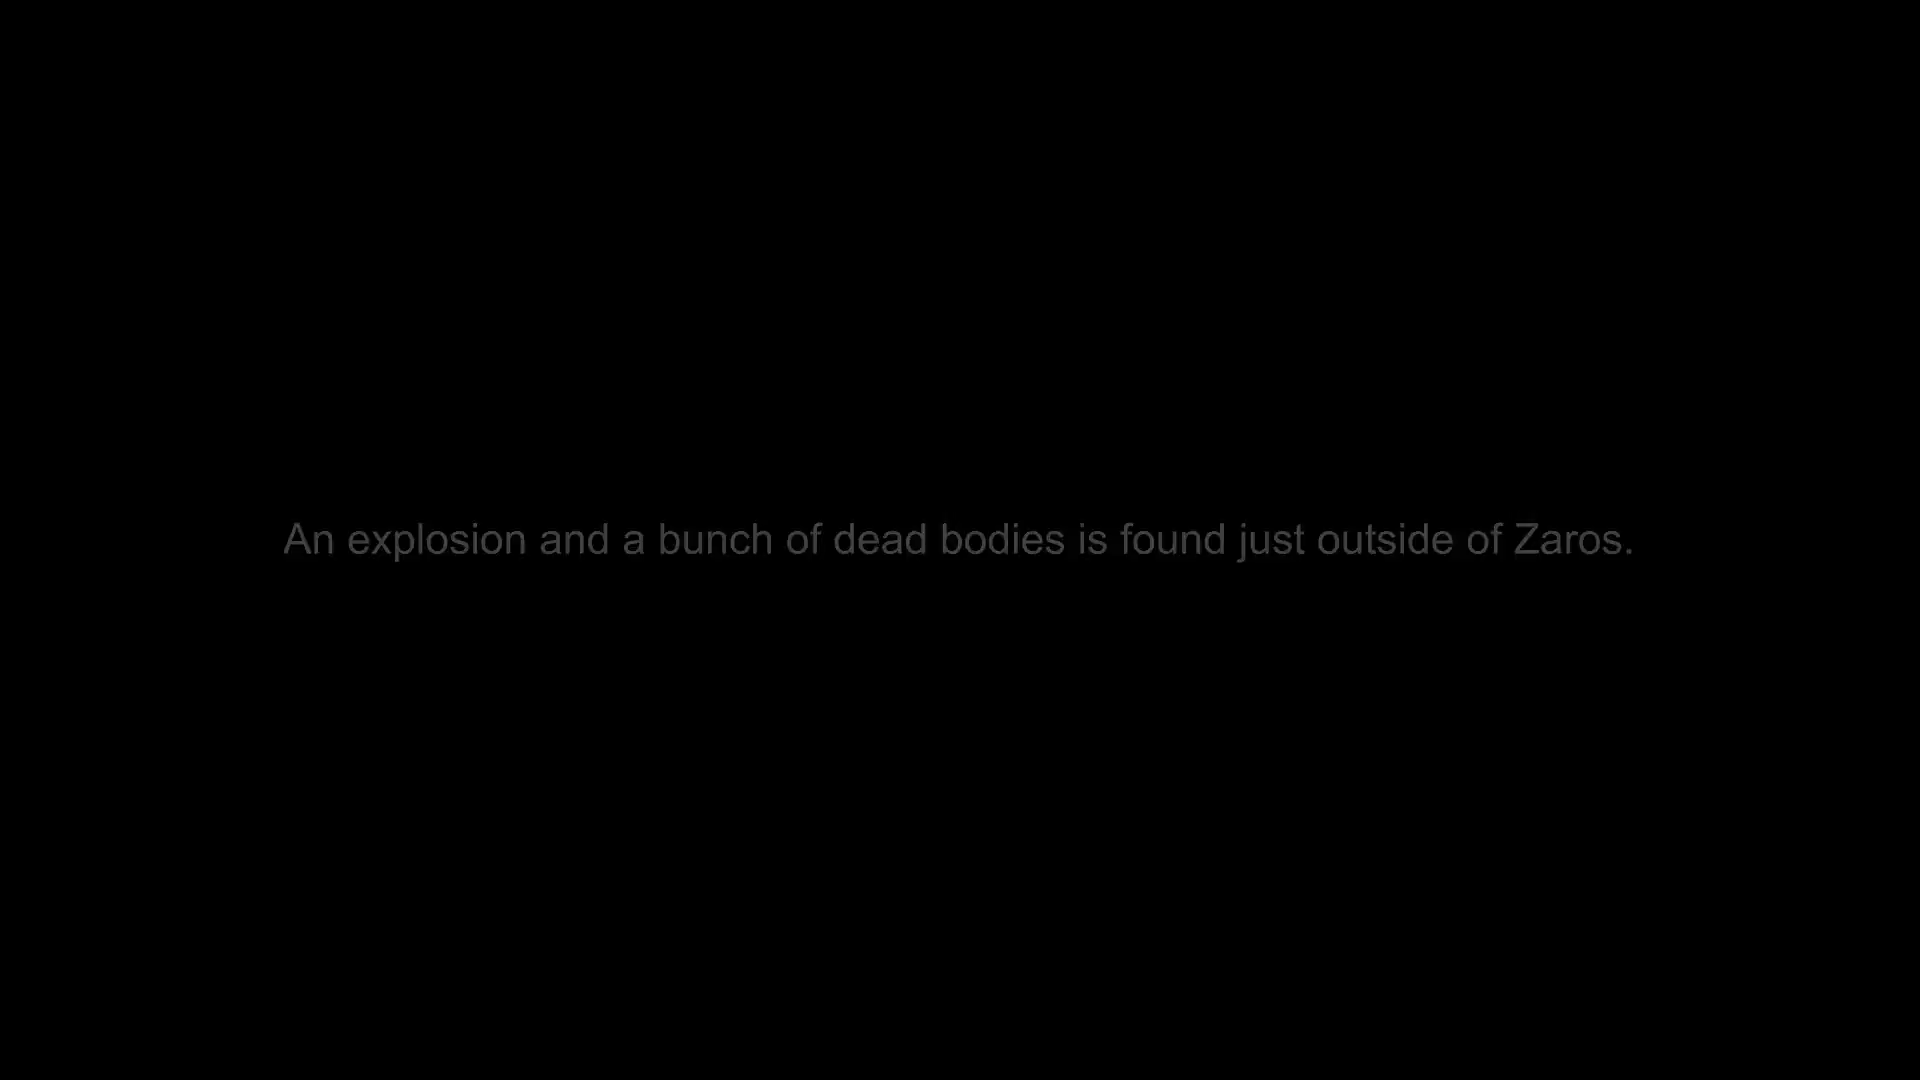 An explosion and a bunch of dead bodies is found just outside of Zaros.